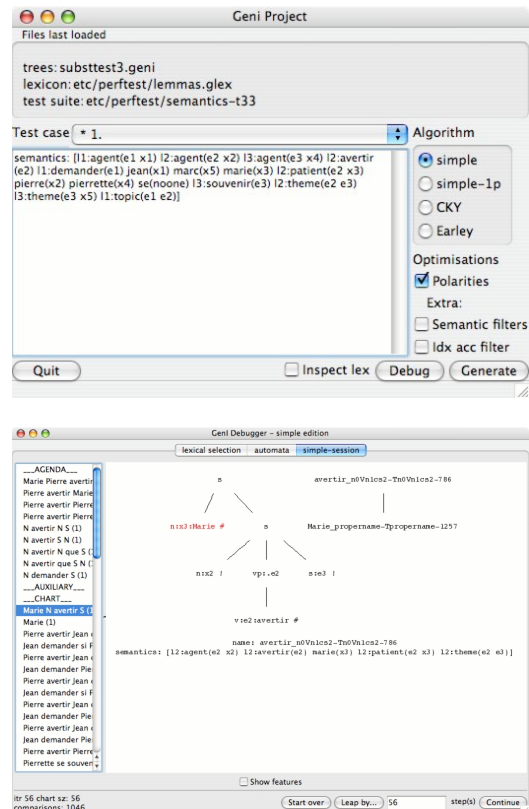 Geni Project
Files last loaded
trees: substtest3.geni
lexicon: etc/perftest/lemmas.glex
test suite: etc/perftest/semantics-t33
Test case * 1.
Algorithm
semantics: [l1:agent(e1 x1) l2:agent(e2 x2) l3:agent(e3 x4) l2:avertir
(e2) l1:demander(e1) jean(x1) marc(x5) marie(x3) l2:patient(e2 x3)
pierre(x2) pierrette(x4) se(noone) l3:souvenir(e3) l2:theme(e2 e3)
l3:theme(e3 x5) l1:topic(e1 e2)]
simple
simple-1p
CKY
Earley
Optimisations
Polarities
Extra:
Semantic filters
Idx acc filter
Quit
Inspect lex
Debug
Generate
GenI Debugger - simple edition
lexical selection automata simple-session
___AGENDA___
Marie Pierre avertir
Pierre avertir Marie
Pierre avertir Pierre
Pierre avertir Pierre
N avertir N S (1)
N avertir S N (1)
N avertir N que S (
N avertir que S N (
N demander S (1)
___AUXILIARY___
___CHART___
Marie N avertir S (1
Marie (1)
Pierre avertir Jean
Jean demander si P
Pierre avertir Jean
Jean demander Pie
Pierre avertir Jean
Jean demander si P
Pierre avertir Jean
Jean demander Pie
Pierre avertir Jean
Jean demander Pie
Pierre avertir Pierre
Pierrette se souven
s
avertir_n0Vn1cs2-Tn0Vn1cs2-786
n:x3:Marie #
s
Marie_propername-Tpropername-1257
n:x2 !
vp:.e2
s:e3 !
v:e2:avertir #
name: avertir_n0Vn1cs2-Tn0Vn1cs2-786
semantics: [l2:agent(e2 x2) l2:avertir(e2) marie(x3) l2:patient(e2 x3) l2:theme(e2 e3)]
Show features
itr 56 chart sz: 56
comparisons: 1046
Start over
Leap by...
56
step(s)
Continue